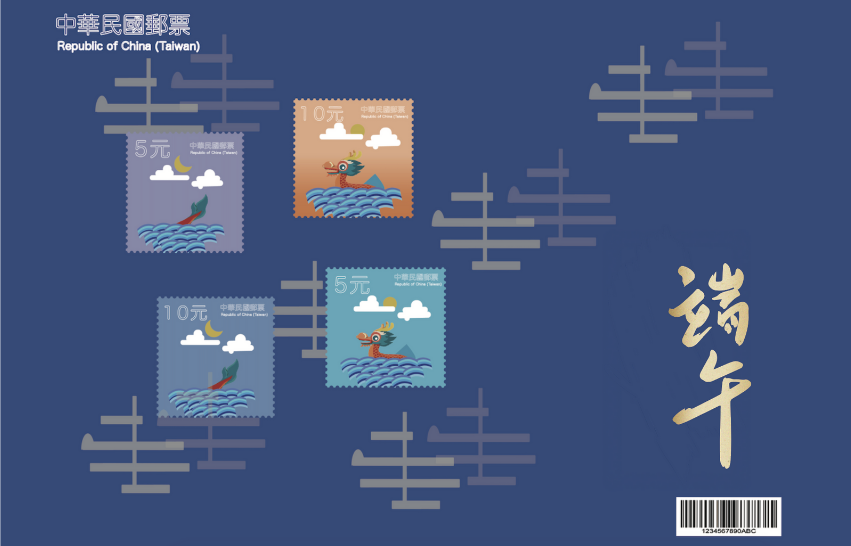 中華民國郵票
Republic of China (Taiwan)
10元
中華民國郵票
Republic of China (Taiwan)
5元
中華民國郵票
Republic of China (Taiwan)
5元
中華民國郵票
Republic of China (Taiwan)
10元
中華民國郵票
Republic of China (Taiwan)
端午
1234567890ABC